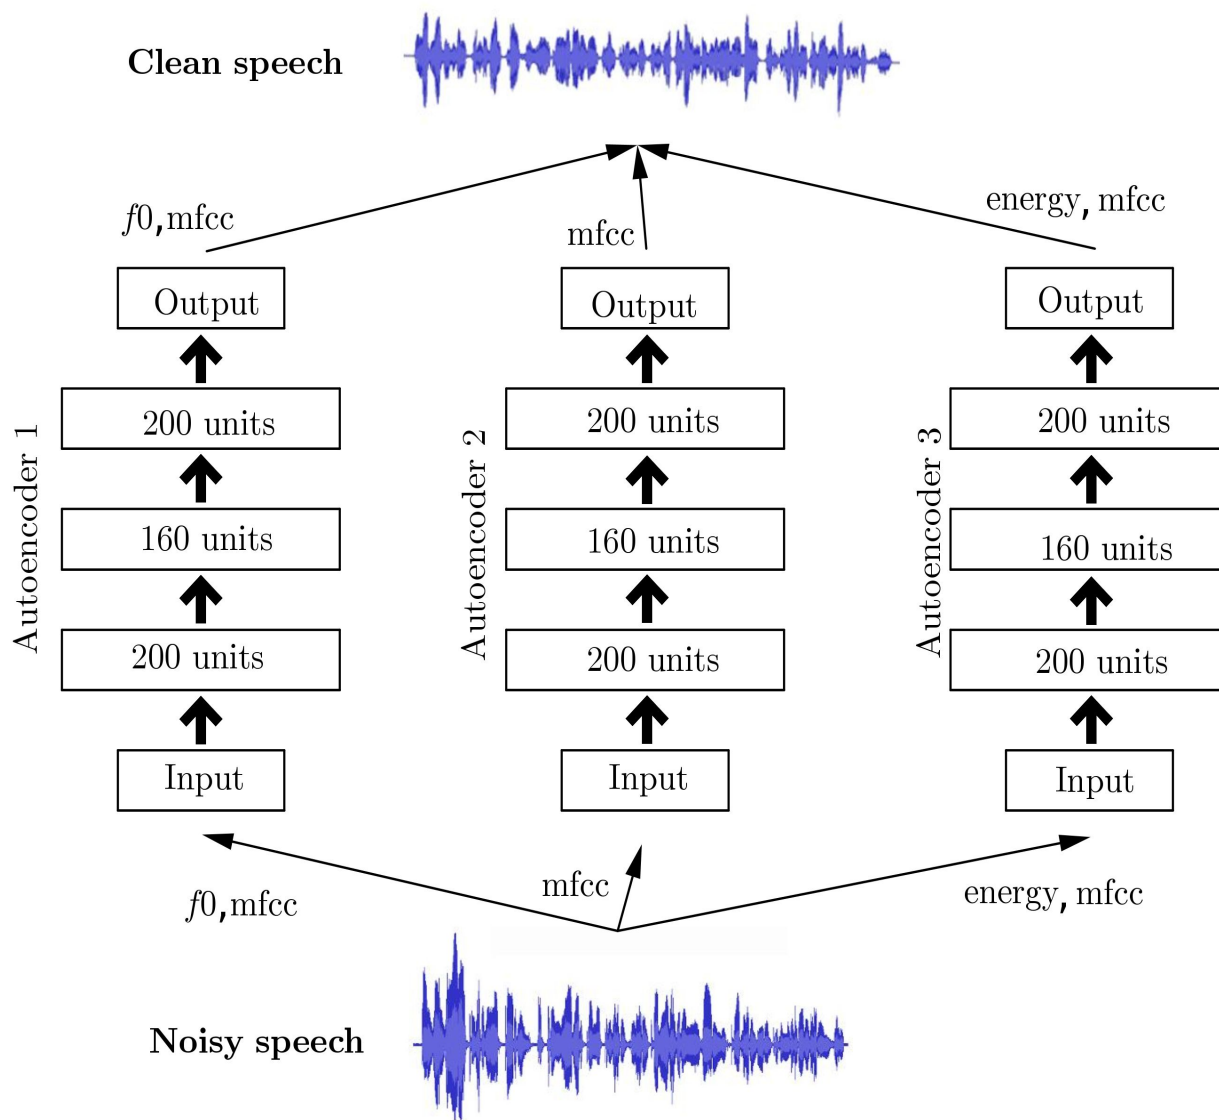 Clean speech
f0,mfcc
mfcc
energy, mfcc
Output
Output
Output
200 units
200 units
200 units
Autoencoder 1
Autoencoder 2
Autoencoder 3
160 units
160 units
160 units
200 units
200 units
200 units
Input
Input
Input
f0,mfcc
mfcc
energy, mfcc
Noisy speech